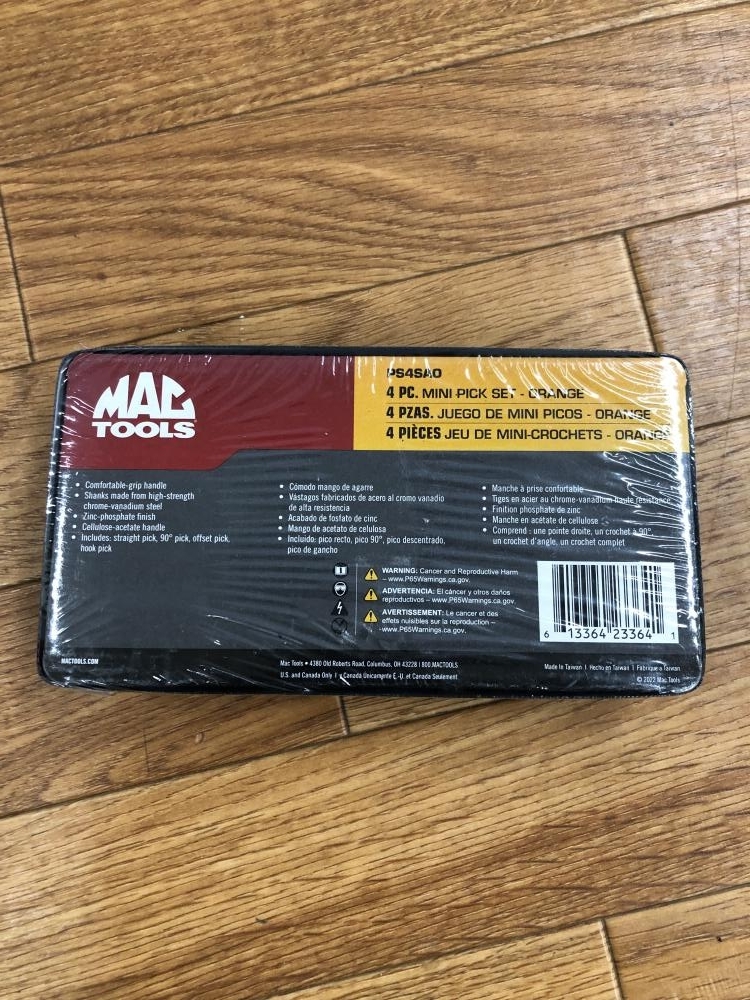 MAC
TOOLS
PS4SAO
4 PC. MINI PICK SET - ORANGE
4 PZAS. JUEGO DE MINI PICOS - ORANGE
4 PIÈCES JEU DE MINI-CROCHETS - ORANGE
• Comfortable-grip handle
• Shanks made from high-strength
chrome-vanadium steel
• Zinc-phosphate finish
• Cellulose-acetate handle
• Includes: straight pick, 90° pick, offset pick,
hook pick
• Cómodo mango de agarre
• Vástagos fabricados de acero al cromo vanadio
de alta resistencia
• Acabado de fosfato de zinc
• Mango de acetato de celulosa
• Incluido: pico recto, pico 90°, pico descentrado,
pico de gancho
• Manche à prise confortable
• Tiges en acier au chrome-vanadium haute résistance
• Finition phosphate de zinc
• Manche en acétate de cellulose
• Comprend : une pointe droite, un crochet à 90°,
un crochet d'angle, un crochet complet
WARNING: Cancer and Reproductive Harm
– www.P65Warnings.ca.gov.
ADVERTENCIA: El cáncer y otros daños
reproductivos – www.P65Warnings.ca.gov.
AVERTISSEMENT: Le cancer et des
effets nuisibles sur la reproduction –
www.P65Warnings.ca.gov.
6 13364 23364 1
MACTOOLS.COM
Mac Tools • 4380 Old Roberts Road, Columbus, OH 43228 | 800.MACTOOLS
U.S. and Canada Only | y Canada Unicamente E.-U. et Canada Seulement
Made in Taiwan | Hecho en Taiwan | Fabriqué à Taiwan
© 2022 Mac Tools